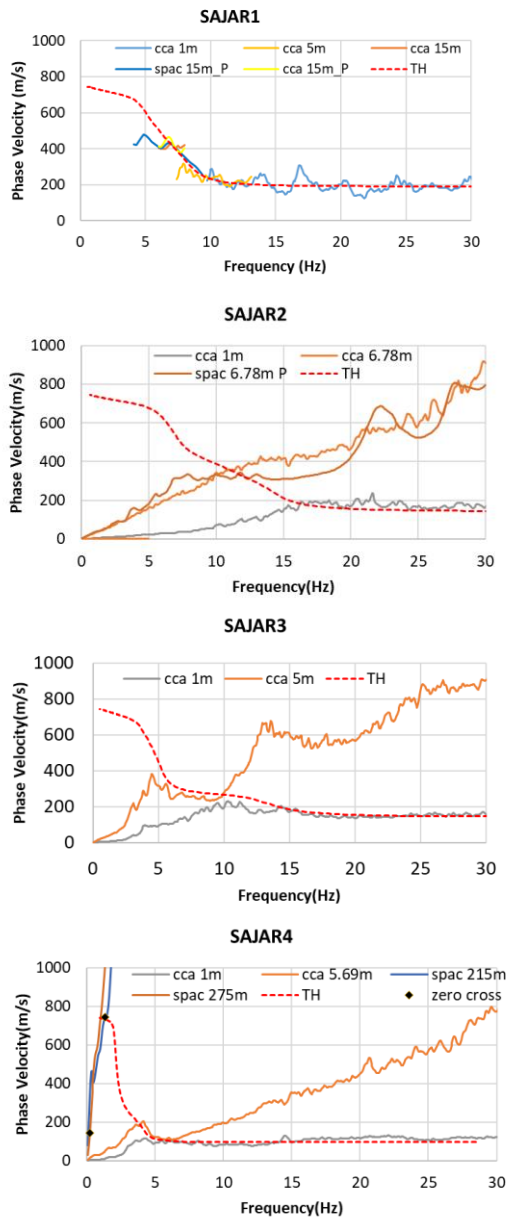 SAJAR1
cca 1m cca 5m cca 15m
spac 15m_P cca 15m_P TH
Phase Velocity (m/s)
1000
800
600
400
200
0
0 5 10 15 20 25 30
Frequency (Hz)
SAJAR2
cca 1m cca 6.78m
spac 6.78m P TH
Phase Velocity(m/s)
1000
800
600
400
200
0
0 5 10 15 20 25 30
Frequency(Hz)
SAJAR3
cca 1m cca 5m TH
Phase Velocity(m/s)
1000
800
600
400
200
0
0 5 10 15 20 25 30
Frequency(Hz)
SAJAR4
cca 1m cca 5.69m spac 215m
spac 275m TH zero cross
Phase Velocity(m/s)
1000
800
600
400
200
0
0 5 10 15 20 25 30
Frequency(Hz)